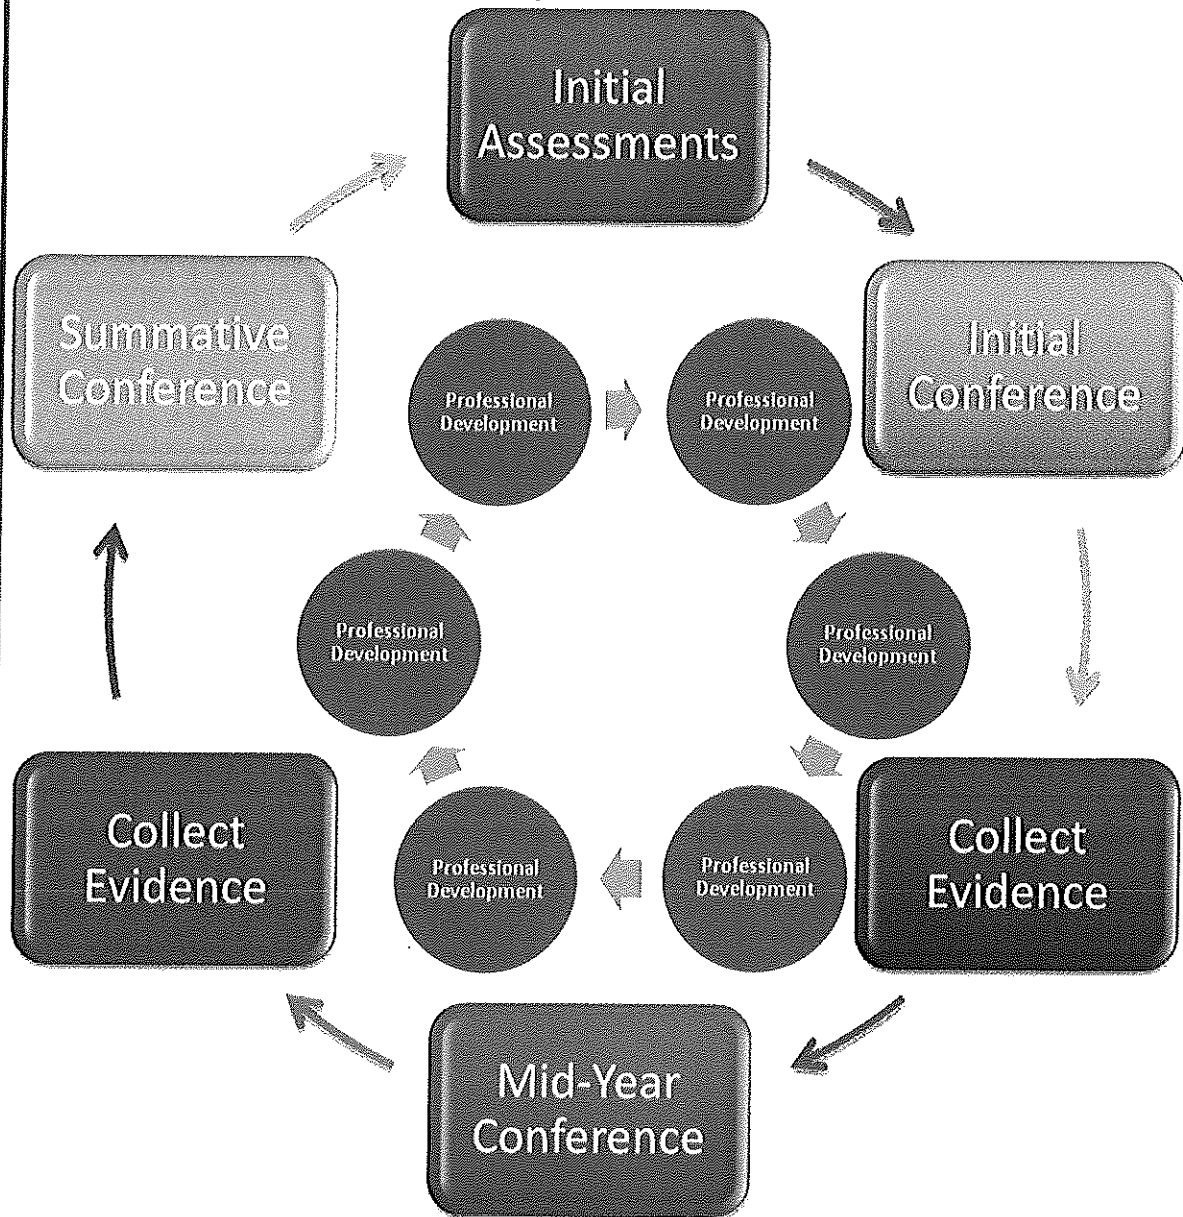 Initial
Assessments
Summative
Conference
Initial
Conference
Professional
Development
Professional
Development
Professional
Development
Professional
Development
Collect
Evidence
Collect
Evidence
Professional
Development
Professional
Development
Mid-Year
Conference